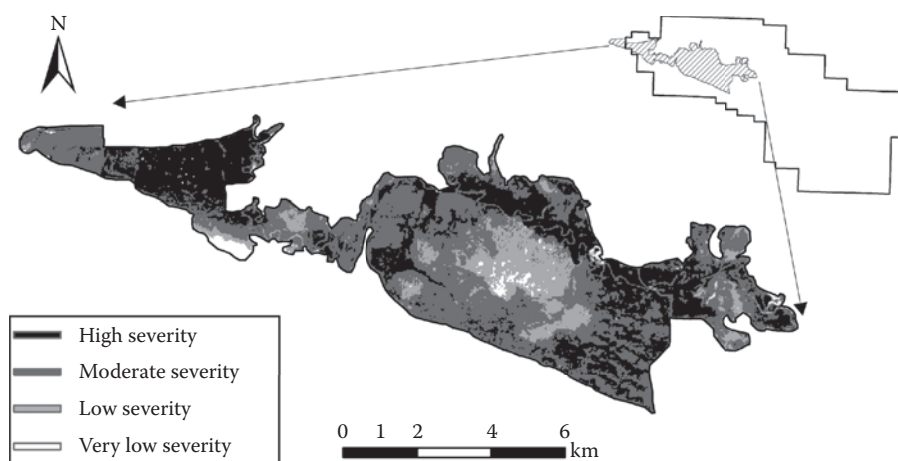 N
High severity
Moderate severity
Low severity
Very low severity
0 1 2 4 6
km